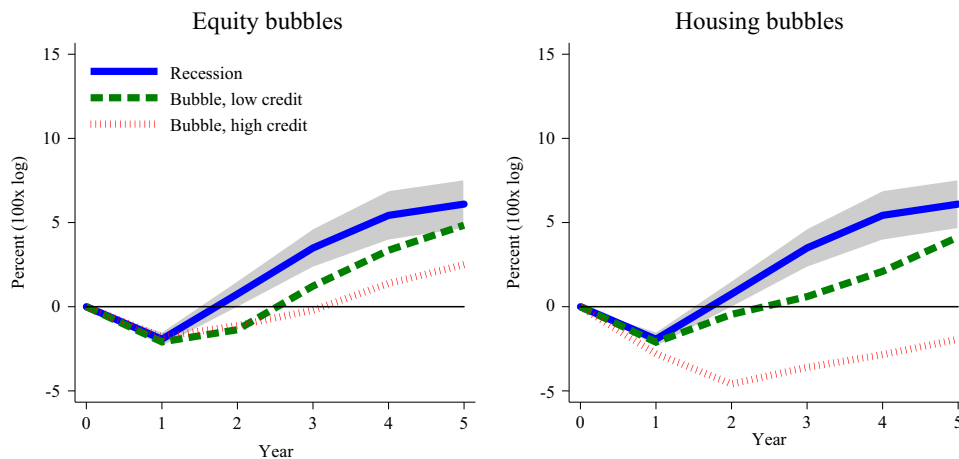 Equity bubbles
Housing bubbles
Percent (100x log)
15
10
5
0
-5
Recession
Bubble, low credit
Bubble, high credit
0 1 2 3 4 5
Year
Percent (100x log)
15
10
5
0
-5
0 1 2 3 4 5
Year